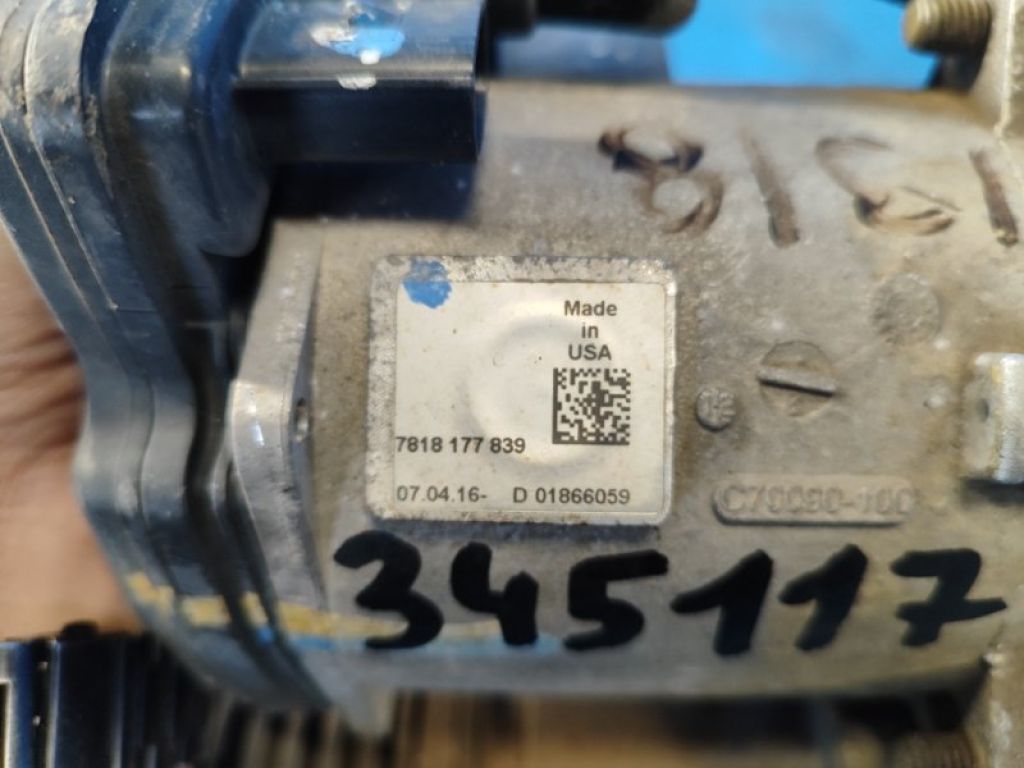 Made
in
USA
7818 177 839
07.04.16- D 01866059
345117